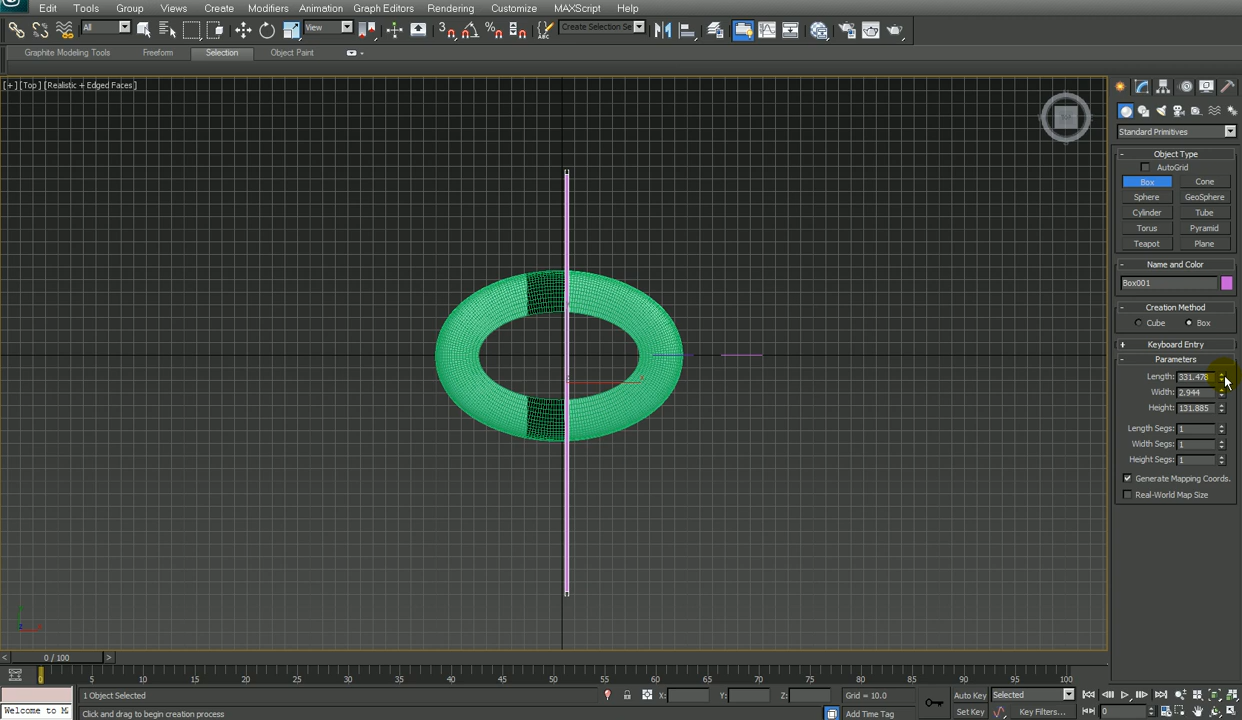 Edit Tools Group Views Create Modifiers Animation Graph Editors Rendering Customize MAXScript Help
All View Create Selection Se
Graphite Modeling Tools Freeform Selection Object Paint
[+] [Top] [Realistic + Edged Faces]
Standard Primitives
- Object Type
AutoGrid
Box Cone
Sphere GeoSphere
Cylinder Tube
Torus Pyramid
Teapot Plane
- Name and Color
Box001
- Creation Method
Cube Box
+ Keyboard Entry
- Parameters
Length: 331.478
Width: 2.944
Height: 131.885
Length Segs: 1
Width Segs: 1
Height Segs: 1
Generate Mapping Coords.
Real-World Map Size
< 0 / 100 >
0 5 10 15 20 25 30 35 40 45 50 55 60 65 70 75 80 85 90 95 100
1 Object Selected X: Y: Z: Grid = 10.0 Auto Key Selected
Welcome to M Click and drag to begin creation process Add Time Tag Set Key Key Filters... 0